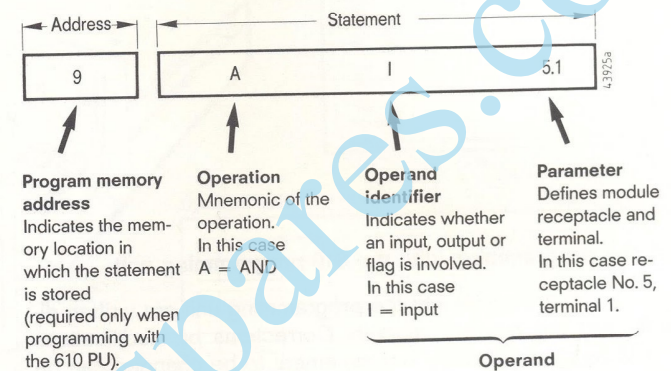 Address
Statement
9 A I 5.1
43925a
Program memory
address
Indicates the mem-
ory location in
which the statement
is stored
(required only when
programming with
the 610 PU).
Operation
Mnemonic of the
operation.
In this case
A = AND
Operand
identifier
Indicates whether
an input, output or
flag is involved.
In this case
I = input
Parameter
Defines module
receptacle and
terminal.
In this case re-
ceptacle No. 5,
terminal 1.
Operand
spares.c